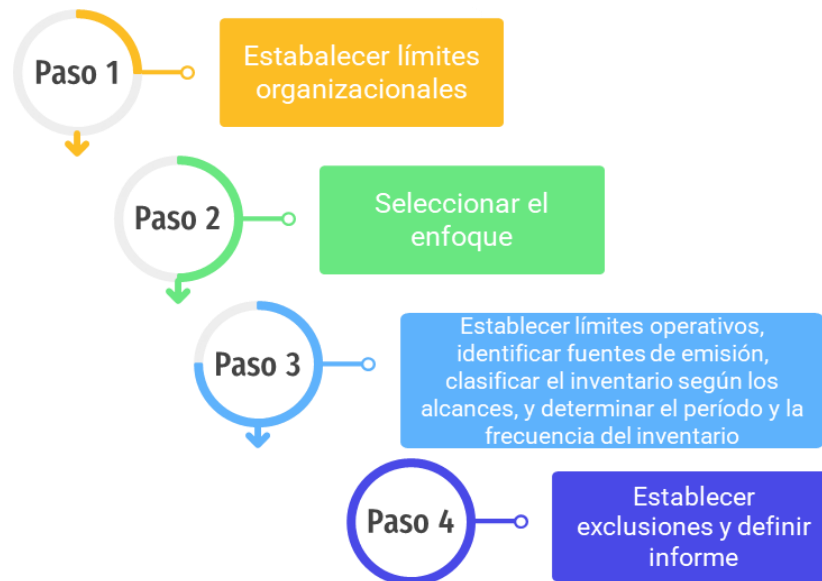 Paso 1
Estabalecer límites
organizacionales
Paso 2
Seleccionar el
enfoque
Paso 3
Establecer límites operativos,
identificar fuentes de emisión,
clasificar el inventario según los
alcances, y determinar el período y la
frecuencia del inventario
Paso 4
Establecer
exclusiones y definir
informe